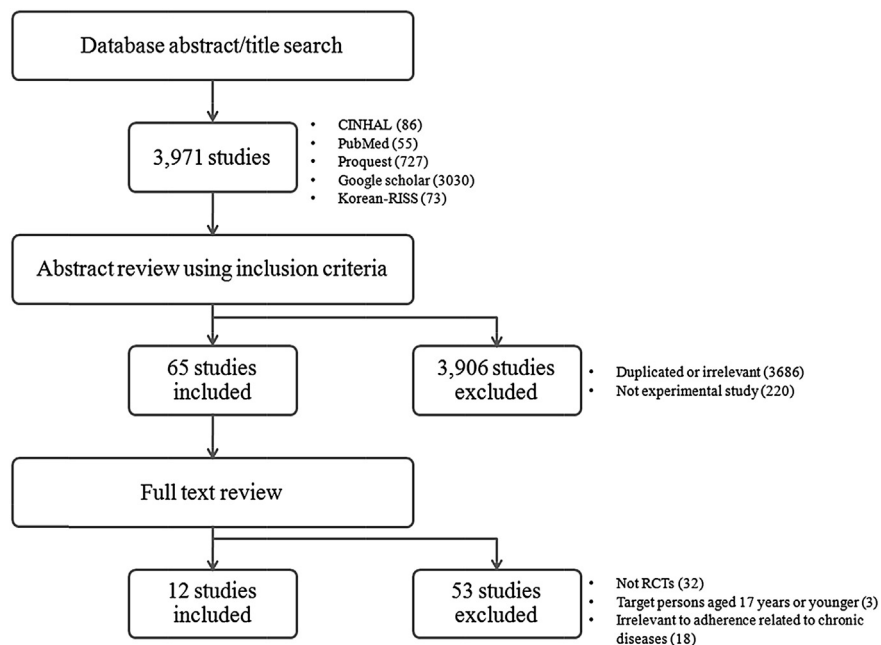 Database abstract/title search
3,971 studies
• CINHAL (86)
• PubMed (55)
• Proquest (727)
• Google scholar (3030)
• Korean-RISS (73)
Abstract review using inclusion criteria
65 studies
included
3,906 studies
excluded
• Duplicated or irrelevant (3686)
• Not experimental study (220)
Full text review
12 studies
included
53 studies
excluded
• Not RCTs (32)
• Target persons aged 17 years or younger (3)
• Irrelevant to adherence related to chronic
diseases (18)